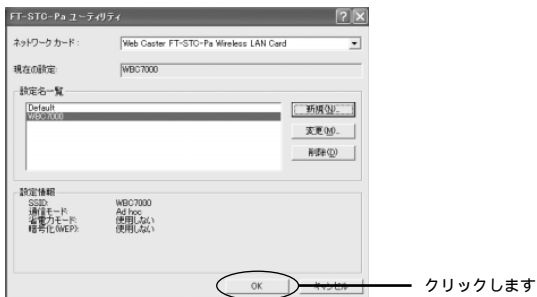 FT-STC-Pa ユーティリティ
ネットワークカード: Web Caster FT-STC-Pa Wireless LAN Card
現在の設定: WBC7000
設定名一覧
Default
WBC7000
新規(N)...
変更(M)...
削除(D)
設定情報
SSID: WBC7000
通信モード: Ad hoc
省電力モード: 使用しない
暗号化(WEP): 使用しない
OK キャンセル
クリックします